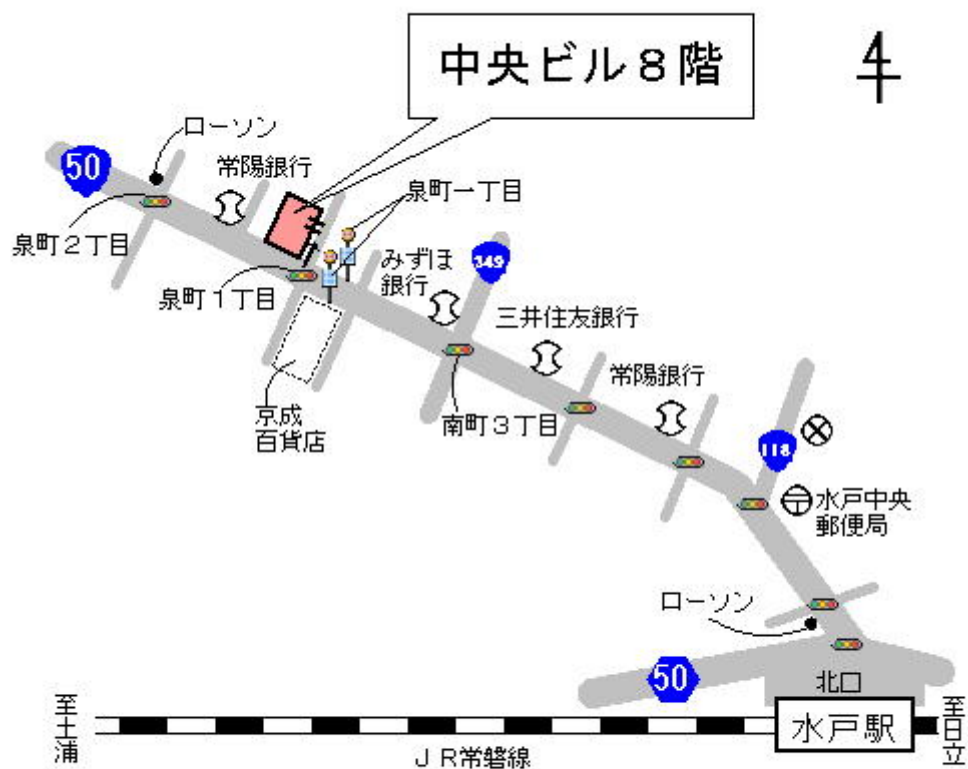 中央ビル8階
ローソン
50
常陽銀行
泉町一丁目
泉町2丁目
泉町1丁目
みずほ
銀行
349
三井住友銀行
常陽銀行
京成
百貨店
南町3丁目
118
水戸中央
郵便局
ローソン
50
北口
至土浦
水戸駅
至日立
JR常磐線